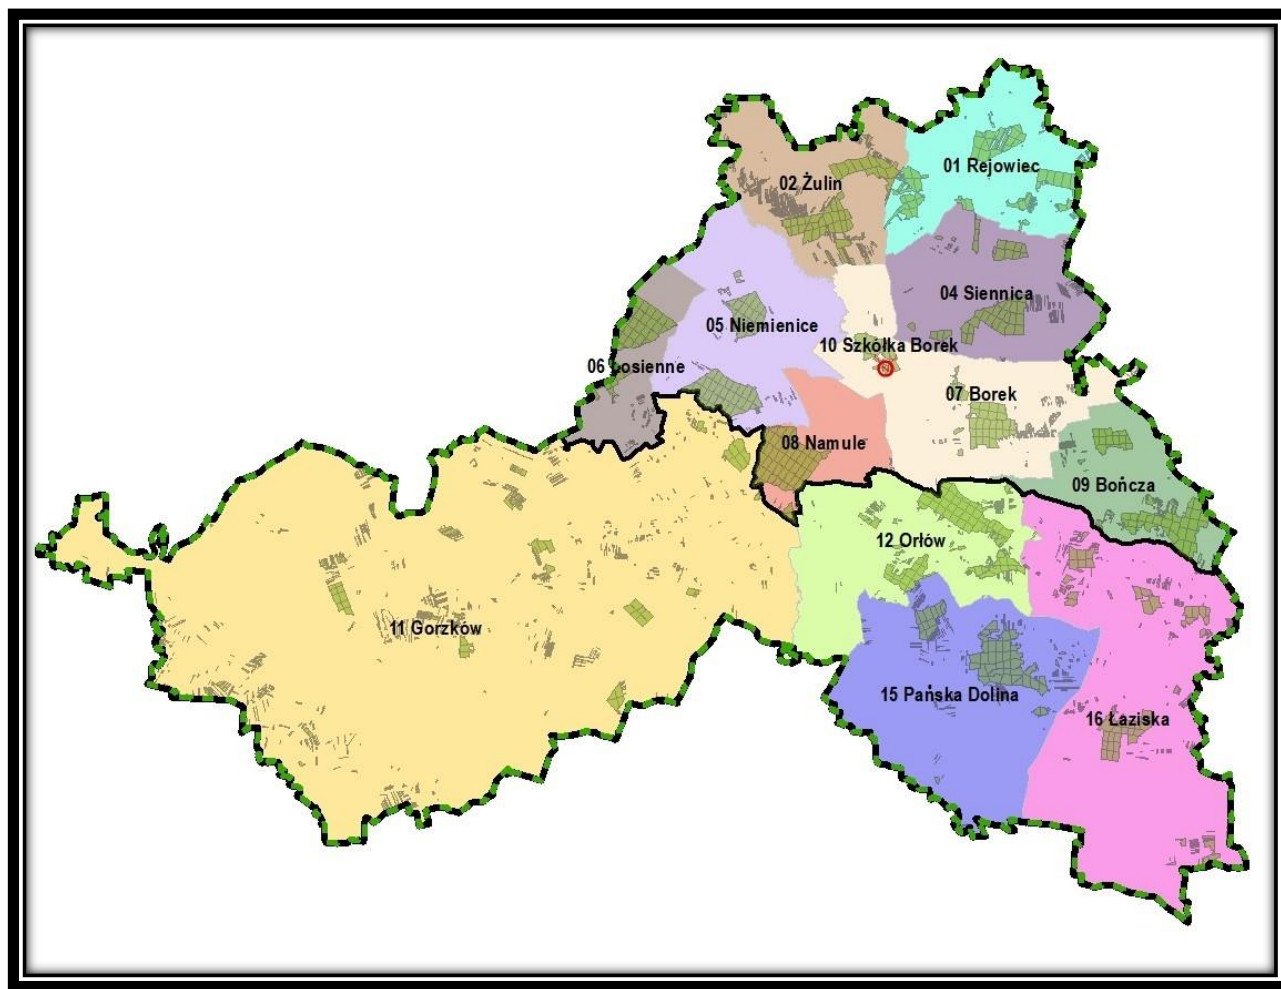 01 Rejowiec
02 Żulin
04 Siennica
05 Niemienice
10 Szkółka Borek
06 Łosienne
07 Borek
08 Namule
09 Bończa
12 Orłów
11 Gorzków
15 Pańska Dolina
16 Łaziska